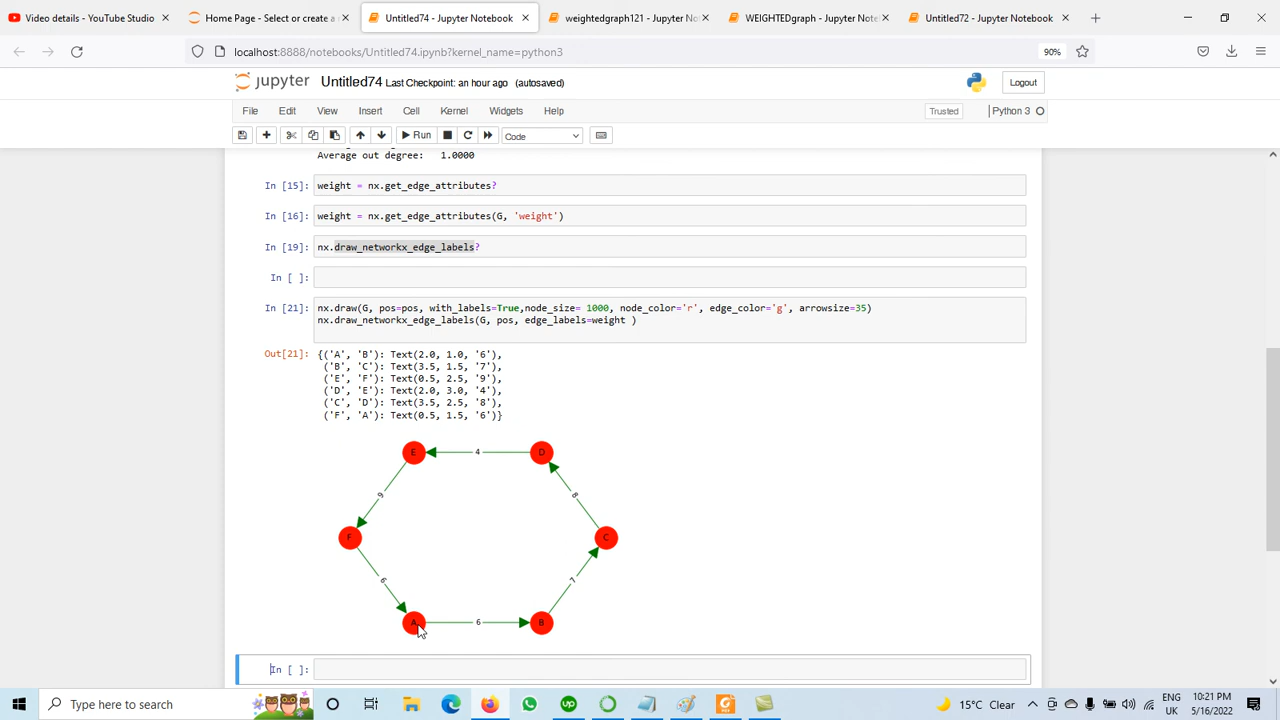 Video details - YouTube Studio
Home Page - Select or create a
Untitled74 - Jupyter Notebook
weightedgraph121 - Jupyter No
WEIGHTEDgraph - Jupyter Note
Untitled72 - Jupyter Notebook
localhost:8888/notebooks/Untitled74.ipynb?kernel_name=python3
90%
jupyter Untitled74 Last Checkpoint: an hour ago (autosaved)
Logout
File Edit View Insert Cell Kernel Widgets Help
Trusted
Python 3
Run
Code
Average out degree: 1.0000
In [15]: weight = nx.get_edge_attributes?
In [16]: weight = nx.get_edge_attributes(G, 'weight')
In [19]: nx.draw_networkx_edge_labels?
In [ ]:
In [21]: nx.draw(G, pos=pos, with_labels=True,node_size= 1000, node_color='r', edge_color='g', arrowsize=35)
nx.draw_networkx_edge_labels(G, pos, edge_labels=weight )
Out[21]: {('A', 'B'): Text(2.0, 1.0, '6'),
('B', 'C'): Text(3.5, 1.5, '7'),
('E', 'F'): Text(0.5, 2.5, '9'),
('D', 'E'): Text(2.0, 3.0, '4'),
('C', 'D'): Text(3.5, 2.5, '8'),
('F', 'A'): Text(0.5, 1.5, '6')}
E 4 D
9 8
F C
6 7
A 6 B
In [ ]:
Type here to search
15°C Clear
ENG
UK
10:21 PM
5/16/2022